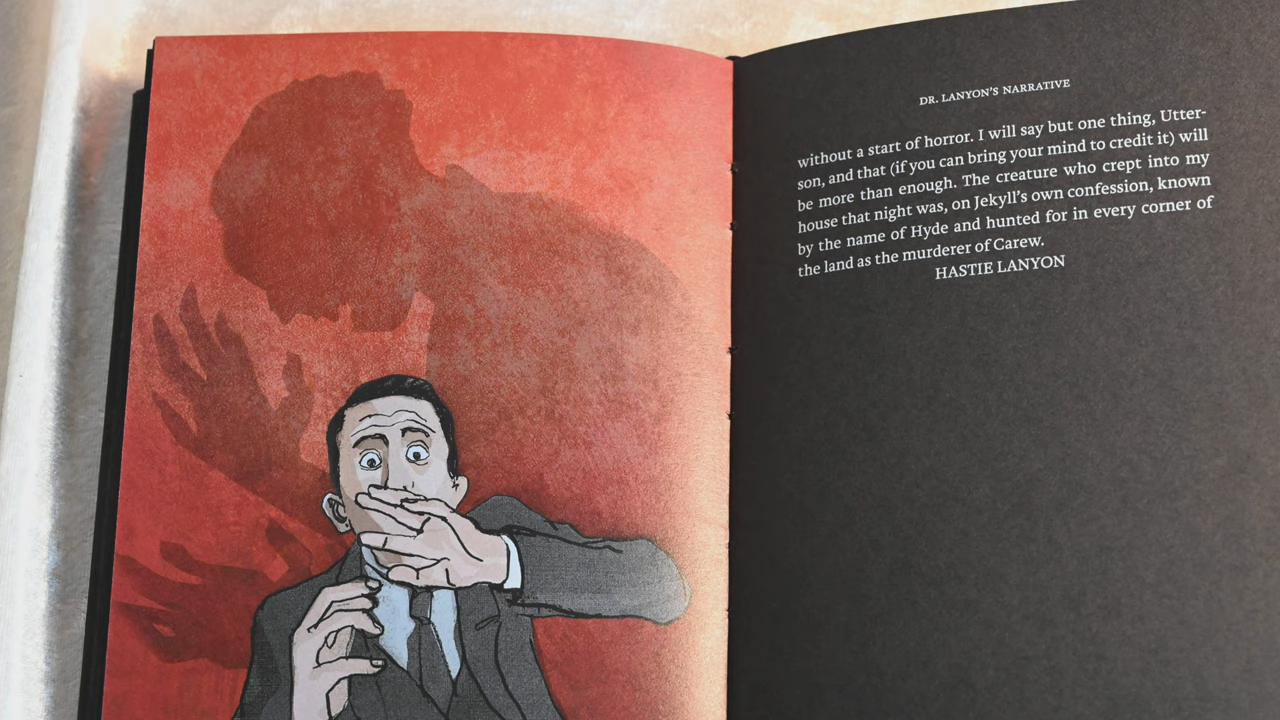 DR. LANYON'S NARRATIVE
without a start of horror. I will say but one thing, Utter-
son, and that (if you can bring your mind to credit it) will
be more than enough. The creature who crept into my
house that night was, on Jekyll's own confession, known
by the name of Hyde and hunted for in every corner of
the land as the murderer of Carew.
HASTIE LANYON